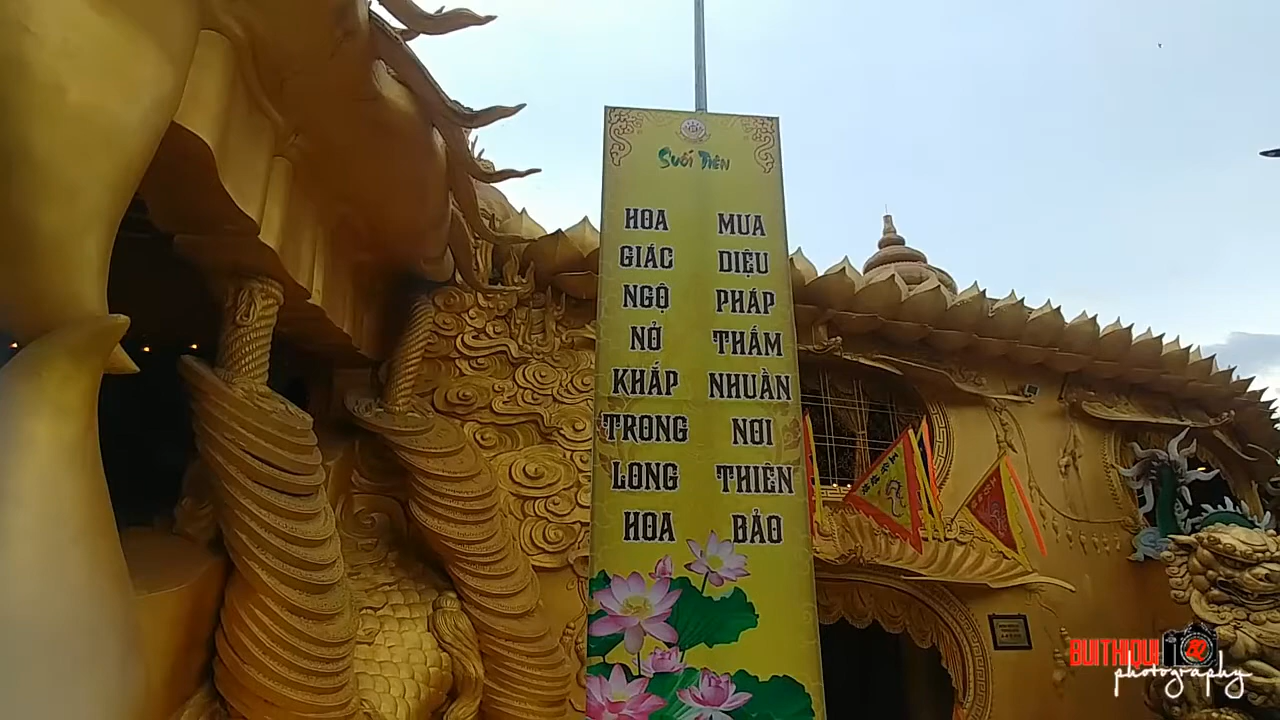 Suối Tiên
HOA
GIÁC
NGỘ
NỞ
KHẮP
TRONG
LONG
HOA
MƯA
DIỆU
PHÁP
THẤM
NHUẦN
NƠI
THIÊN
BẢO
BUITHIQUI
photography